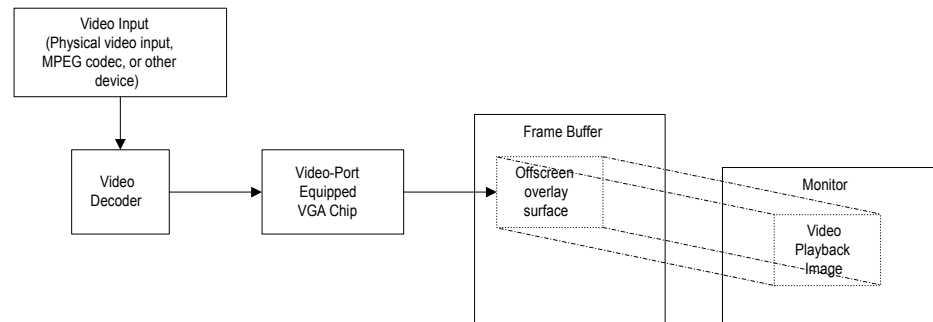 Video Input
(Physical video input,
MPEG codec, or other
device)
Video
Decoder
Video-Port
Equipped
VGA Chip
Frame Buffer
Offscreen
overlay
surface
Monitor
Video
Playback
Image